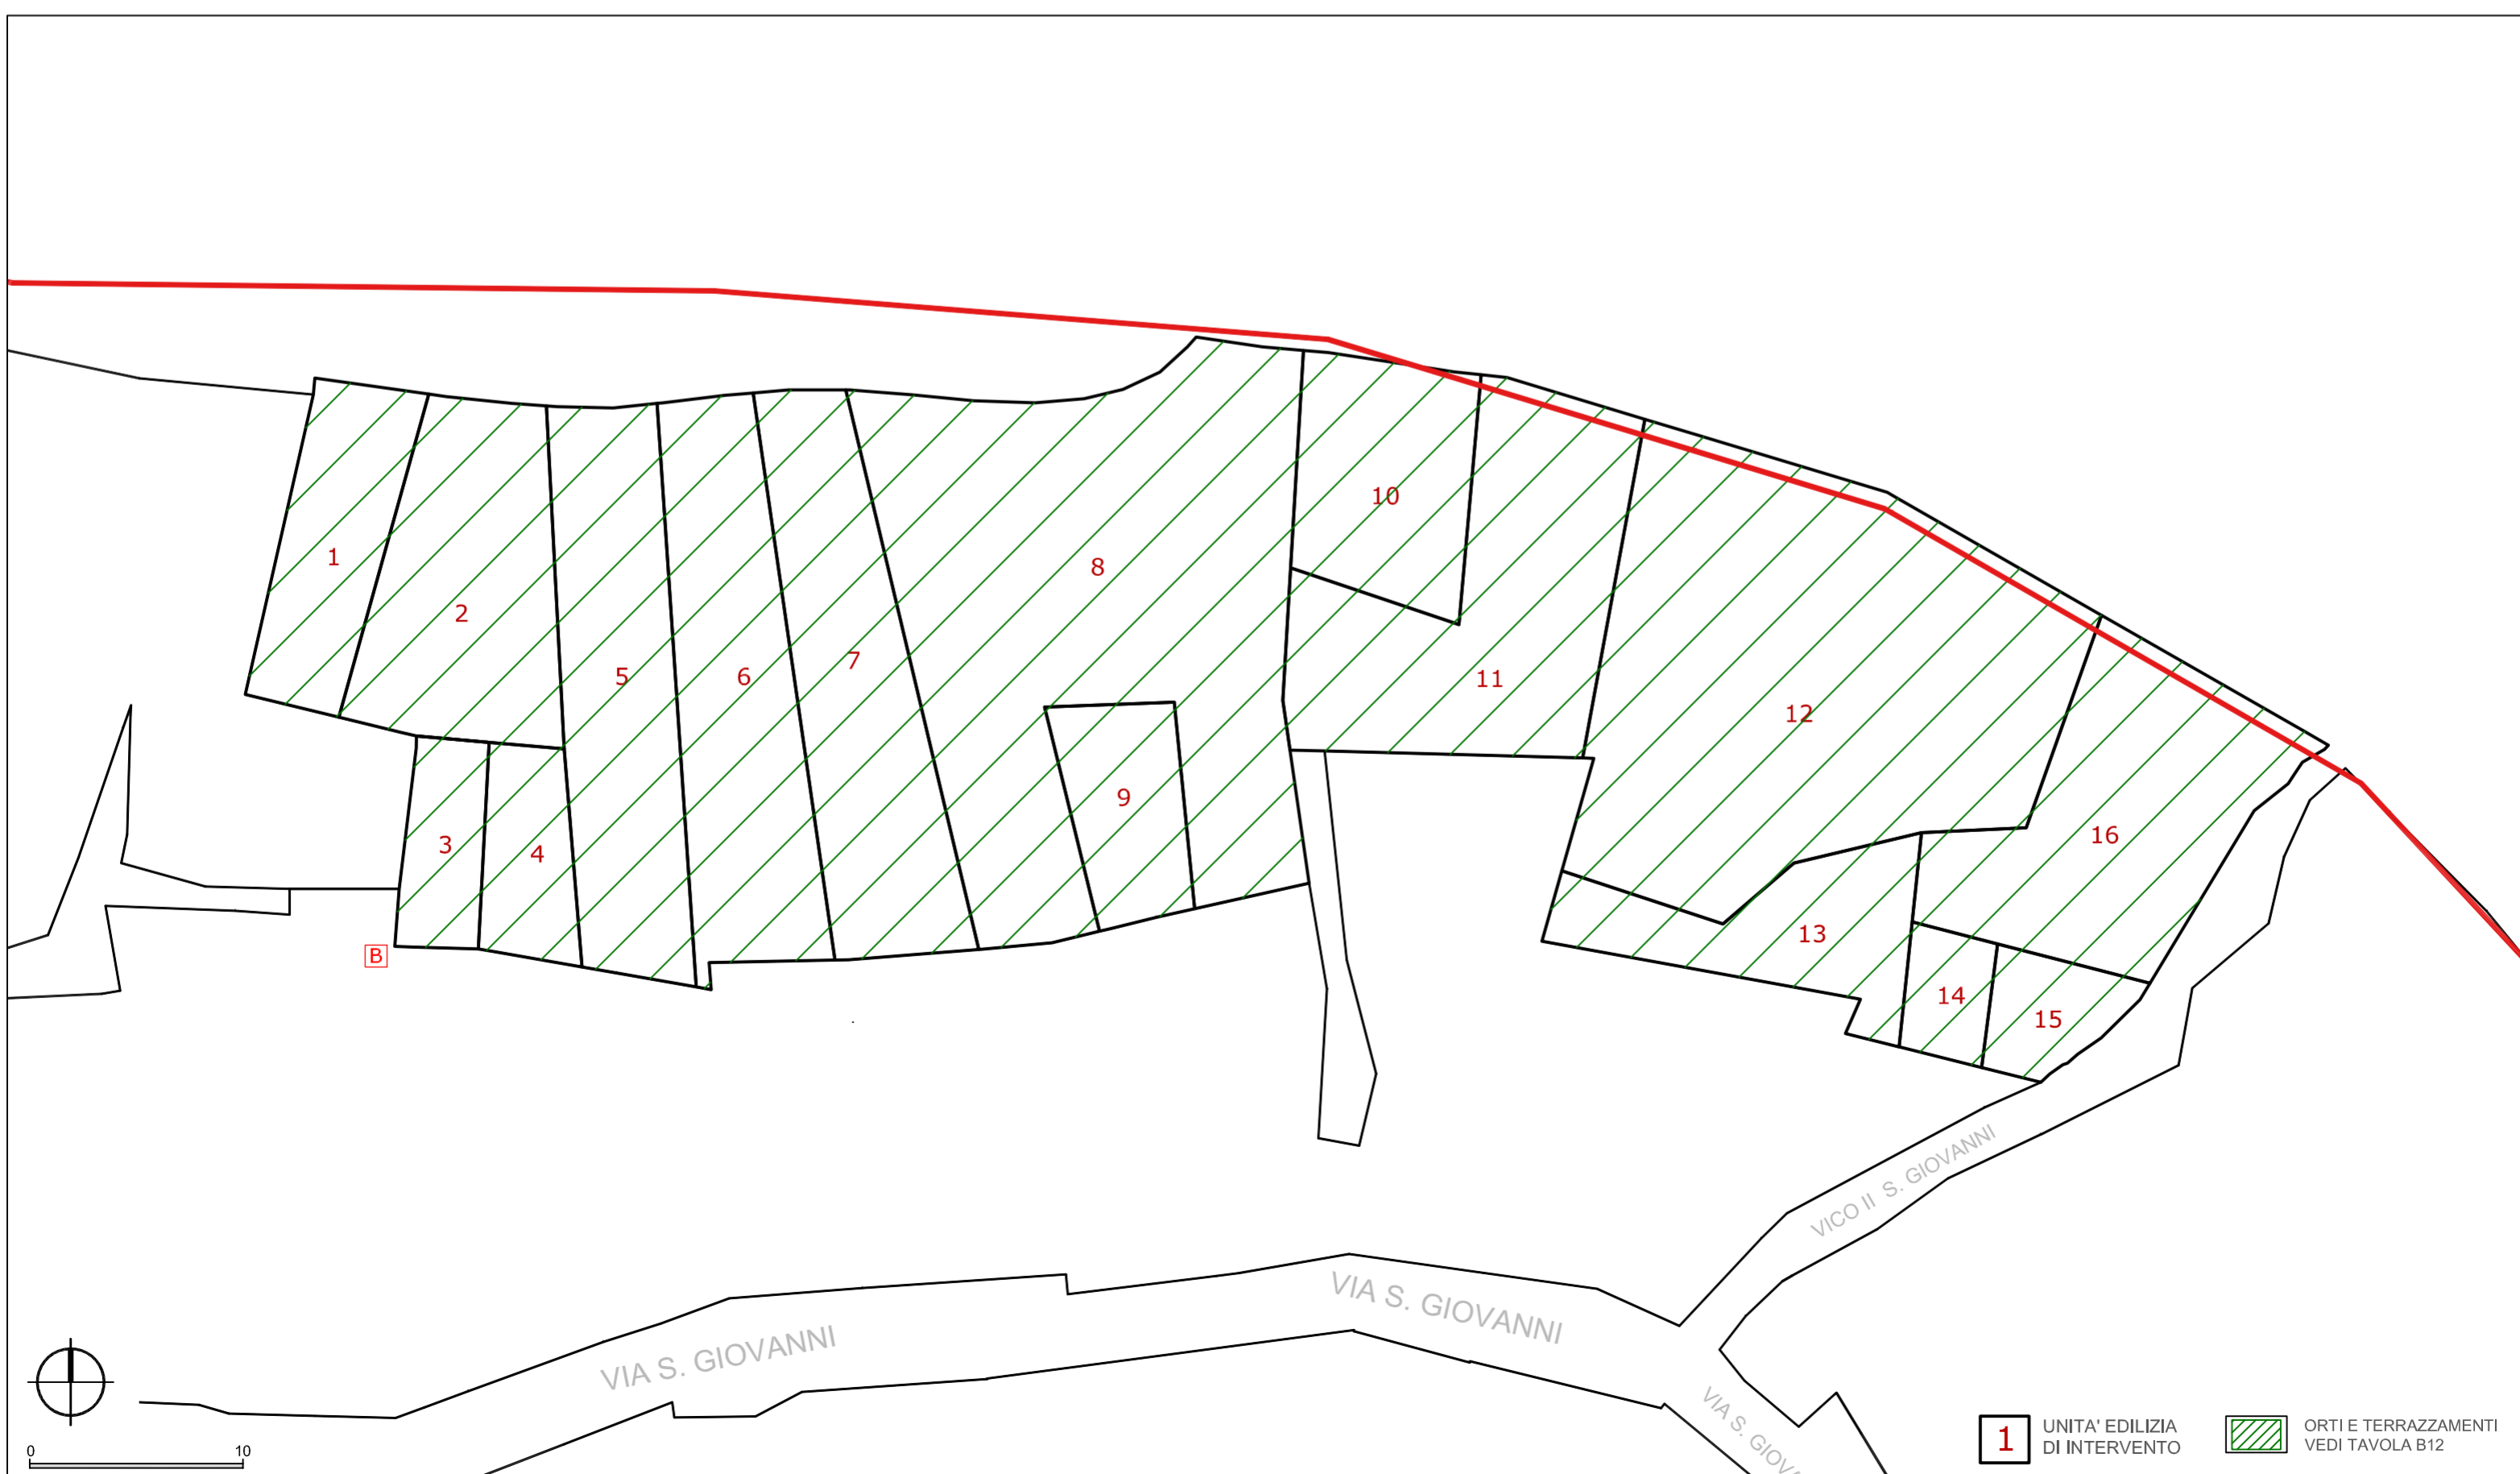 10
1
8
2
5
6
7
11
12
9
16
3
4
13
B
14
15
VICO II S. GIOVANNI
VIA S. GIOVANNI
VIA S. GIOVANNI
VIA S.
0 10
1 UNITA' EDILIZIA
DI INTERVENTO
ORTI E TERRAZZAMENTI
VEDI TAVOLA B12